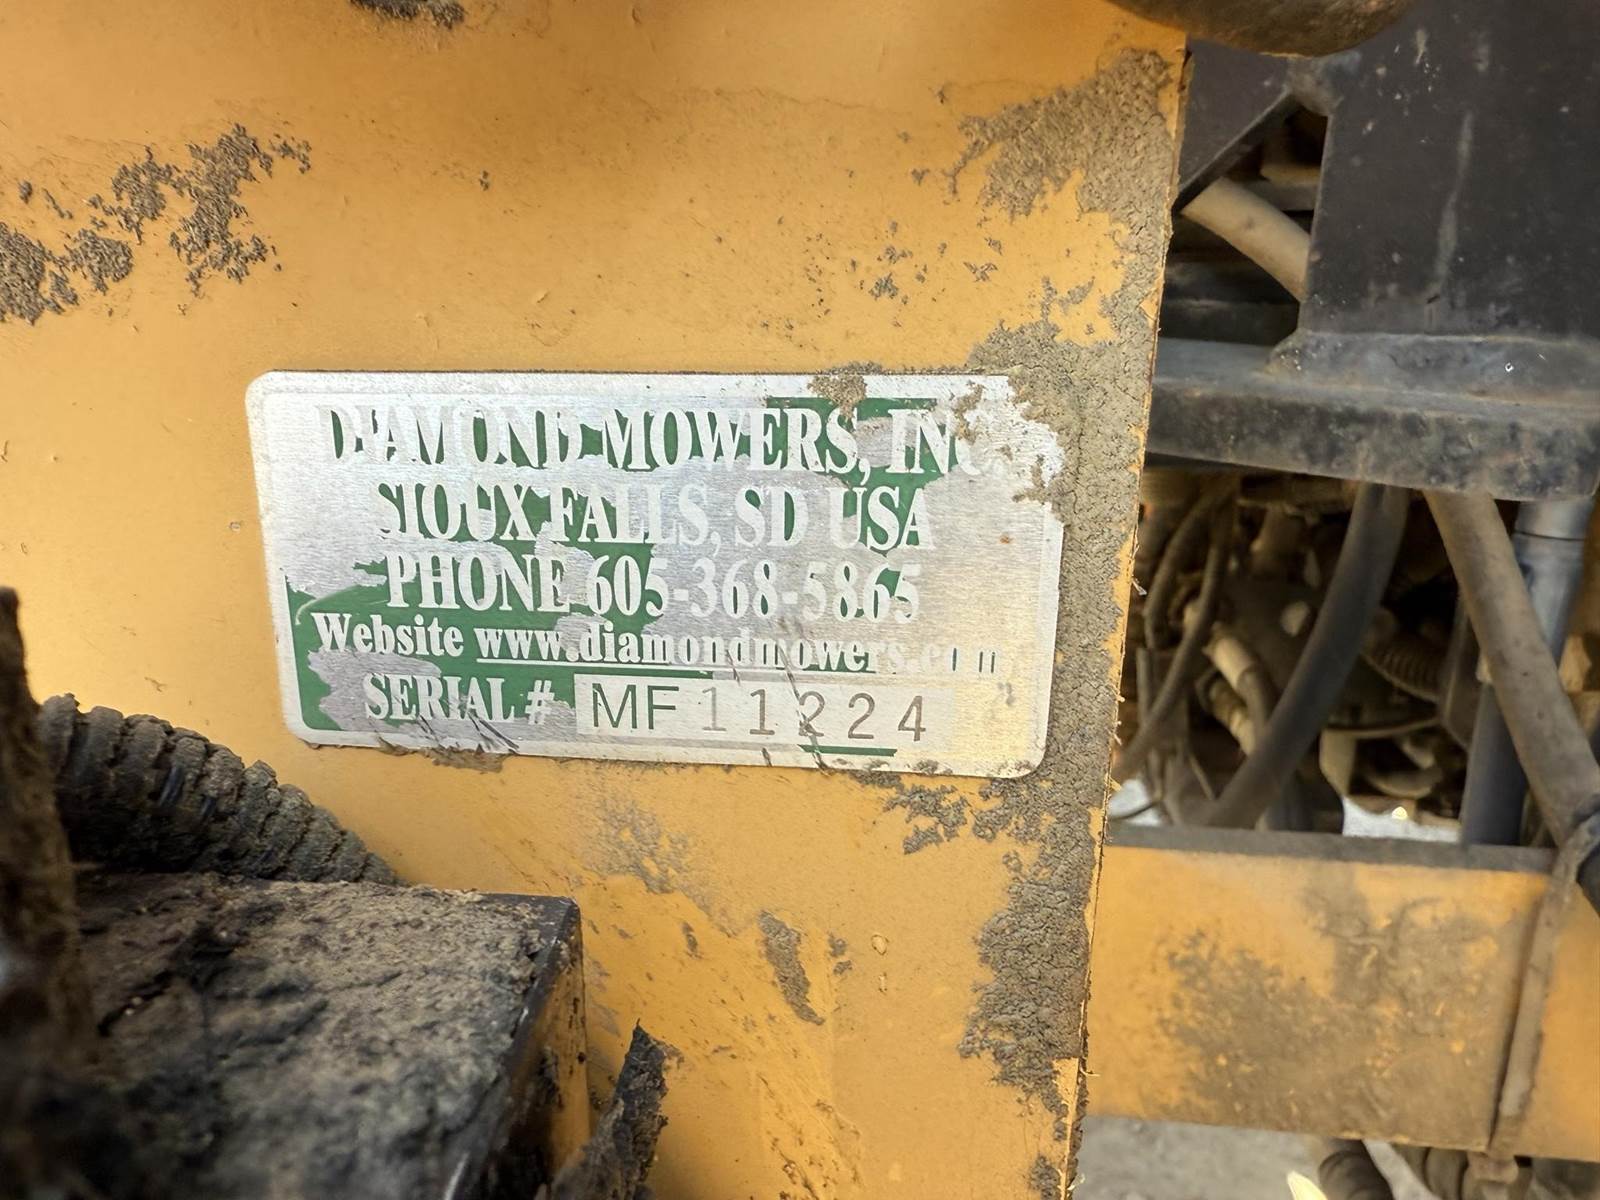 DIAMOND MOWERS, INC.
SIOUX FALLS, SD USA
PHONE 605-368-5865
Website www.diamondmowers.com
SERIAL # MF11224